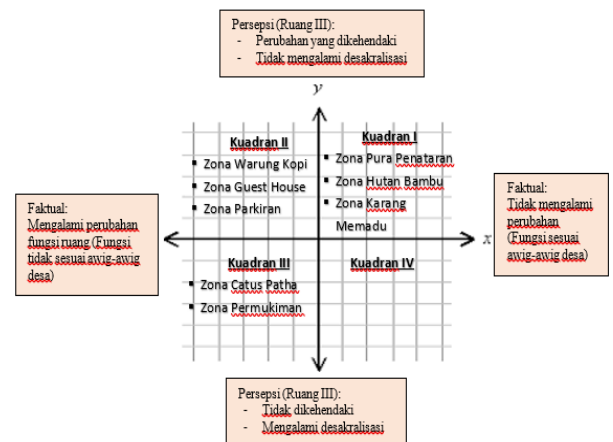 Persepsi (Ruang III):
- Perubahan yang dikehendaki
- Tidak mengalami desakralisasi
y
Kuadran II
▪ Zona Warung Kopi
▪ Zona Guest House
▪ Zona Parkiran
Kuadran I
▪ Zona Pura Penataran
▪ Zona Hutan Bambu
▪ Zona Karang
Memadu
Faktual:
Mengalami perubahan
fungsi ruang (Fungsi
tidak sesuai awig-awig
desa)
x
Faktual:
Tidak mengalami
perubahan
(Fungsi sesuai
awig-awig desa)
Kuadran III
▪ Zona Catus Patha
▪ Zona Permukiman
Kuadran IV
Persepsi (Ruang III):
- Tidak dikehendaki
- Mengalami desakralisasi